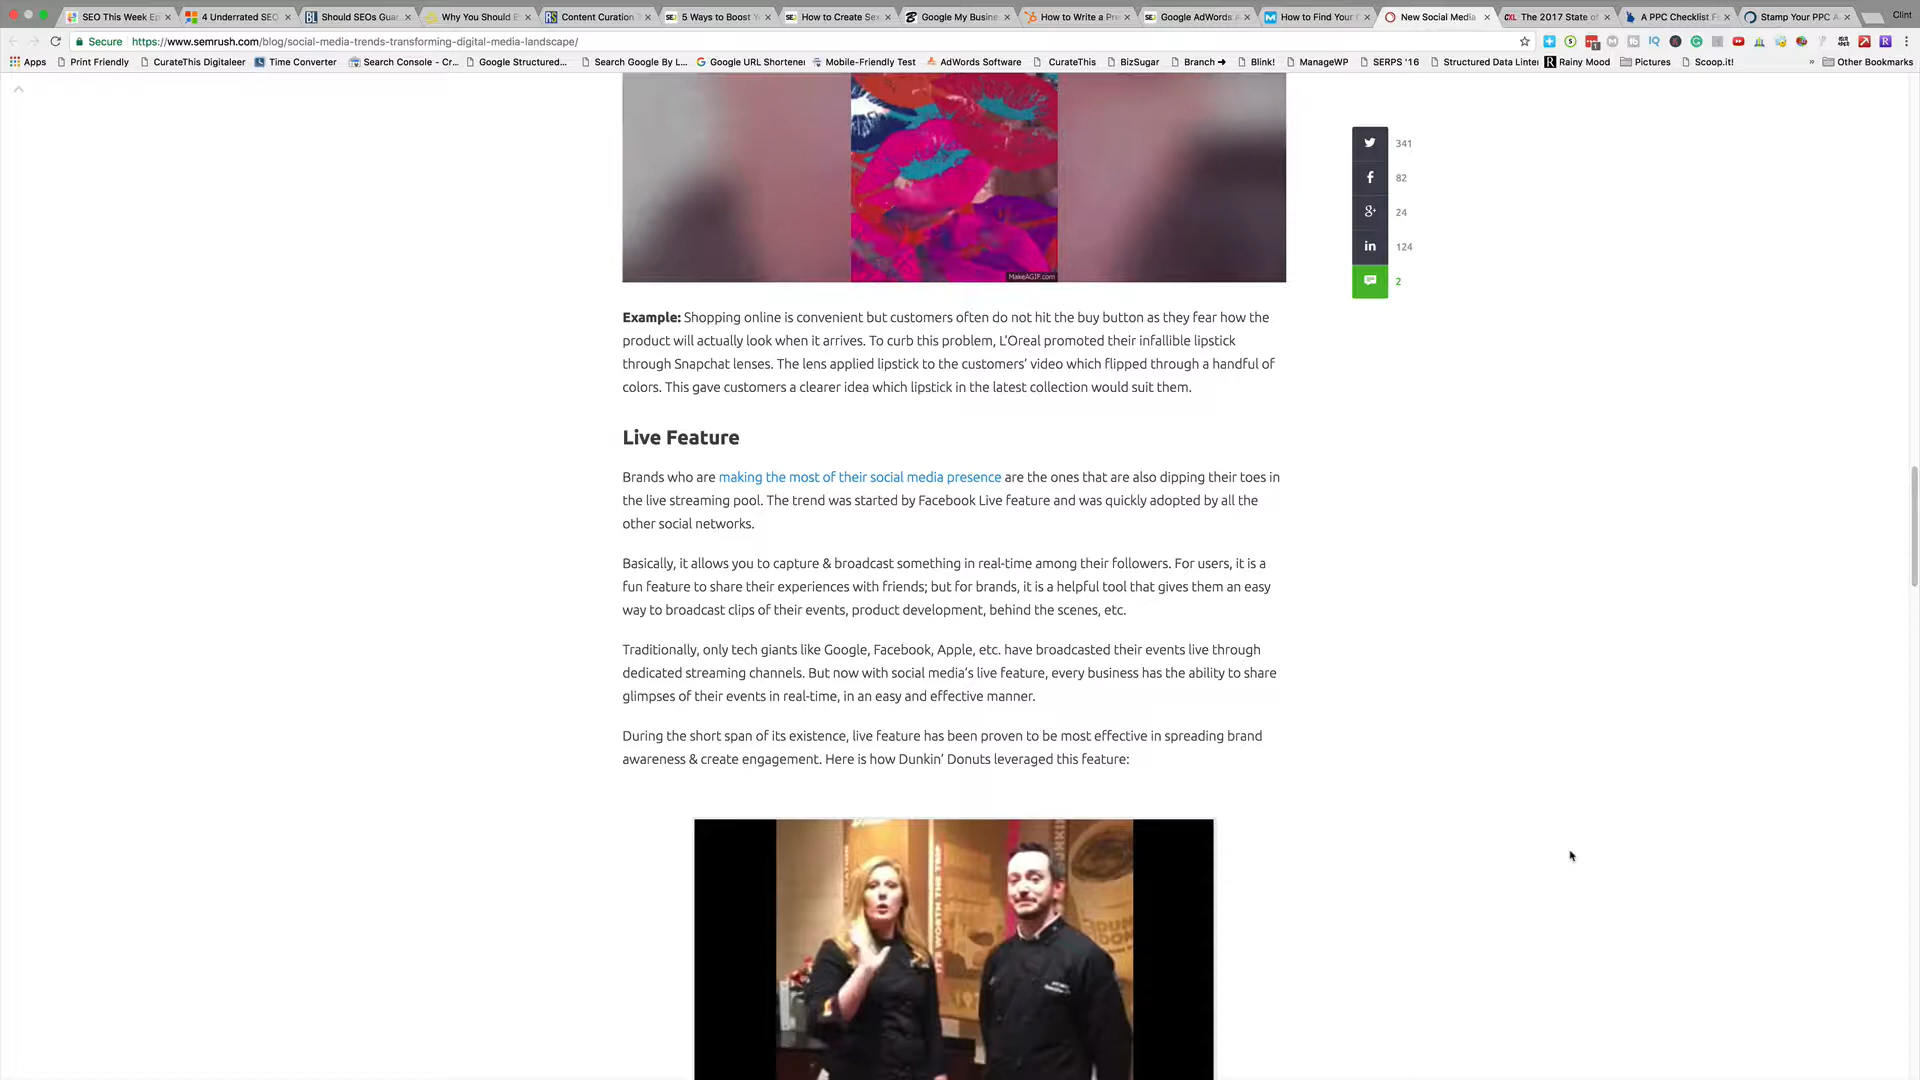 SEO This Week Ep
4 Underrated SEO
Should SEOs Gua
Why You Should E
Content Curation T
5 Ways to Boost Y
How to Create Sex
Google My Busine
How to Write a Pre
Google AdWords A
How to Find Your C
New Social Media
The 2017 State of
A PPC Checklist F
Stamp Your PPC A
Clint
Secure https://www.semrush.com/blog/social-media-trends-transforming-digital-media-landscape/
Apps Print Friendly CurateThis Digitaleer Time Converter Search Console - Cr... Google Structured... Search Google By L... Google URL Shortener Mobile-Friendly Test AdWords Software CurateThis BizSugar Branch → Blink! ManageWP SERPS '16 Structured Data Linter Rainy Mood Pictures Scoop.it! » Other Bookmarks
MakeAGIF.com
341
82
24
124
2
Example: Shopping online is convenient but customers often do not hit the buy button as they fear how the
product will actually look when it arrives. To curb this problem, L'Oreal promoted their infallible lipstick
through Snapchat lenses. The lens applied lipstick to the customers' video which flipped through a handful of
colors. This gave customers a clearer idea which lipstick in the latest collection would suit them.
Live Feature
Brands who are making the most of their social media presence are the ones that are also dipping their toes in
the live streaming pool. The trend was started by Facebook Live feature and was quickly adopted by all the
other social networks.
Basically, it allows you to capture & broadcast something in real-time among their followers. For users, it is a
fun feature to share their experiences with friends; but for brands, it is a helpful tool that gives them an easy
way to broadcast clips of their events, product development, behind the scenes, etc.
Traditionally, only tech giants like Google, Facebook, Apple, etc. have broadcasted their events live through
dedicated streaming channels. But now with social media's live feature, every business has the ability to share
glimpses of their events in real-time, in an easy and effective manner.
During the short span of its existence, live feature has been proven to be most effective in spreading brand
awareness & create engagement. Here is how Dunkin' Donuts leveraged this feature:
IT'S WORTH THE TRIP